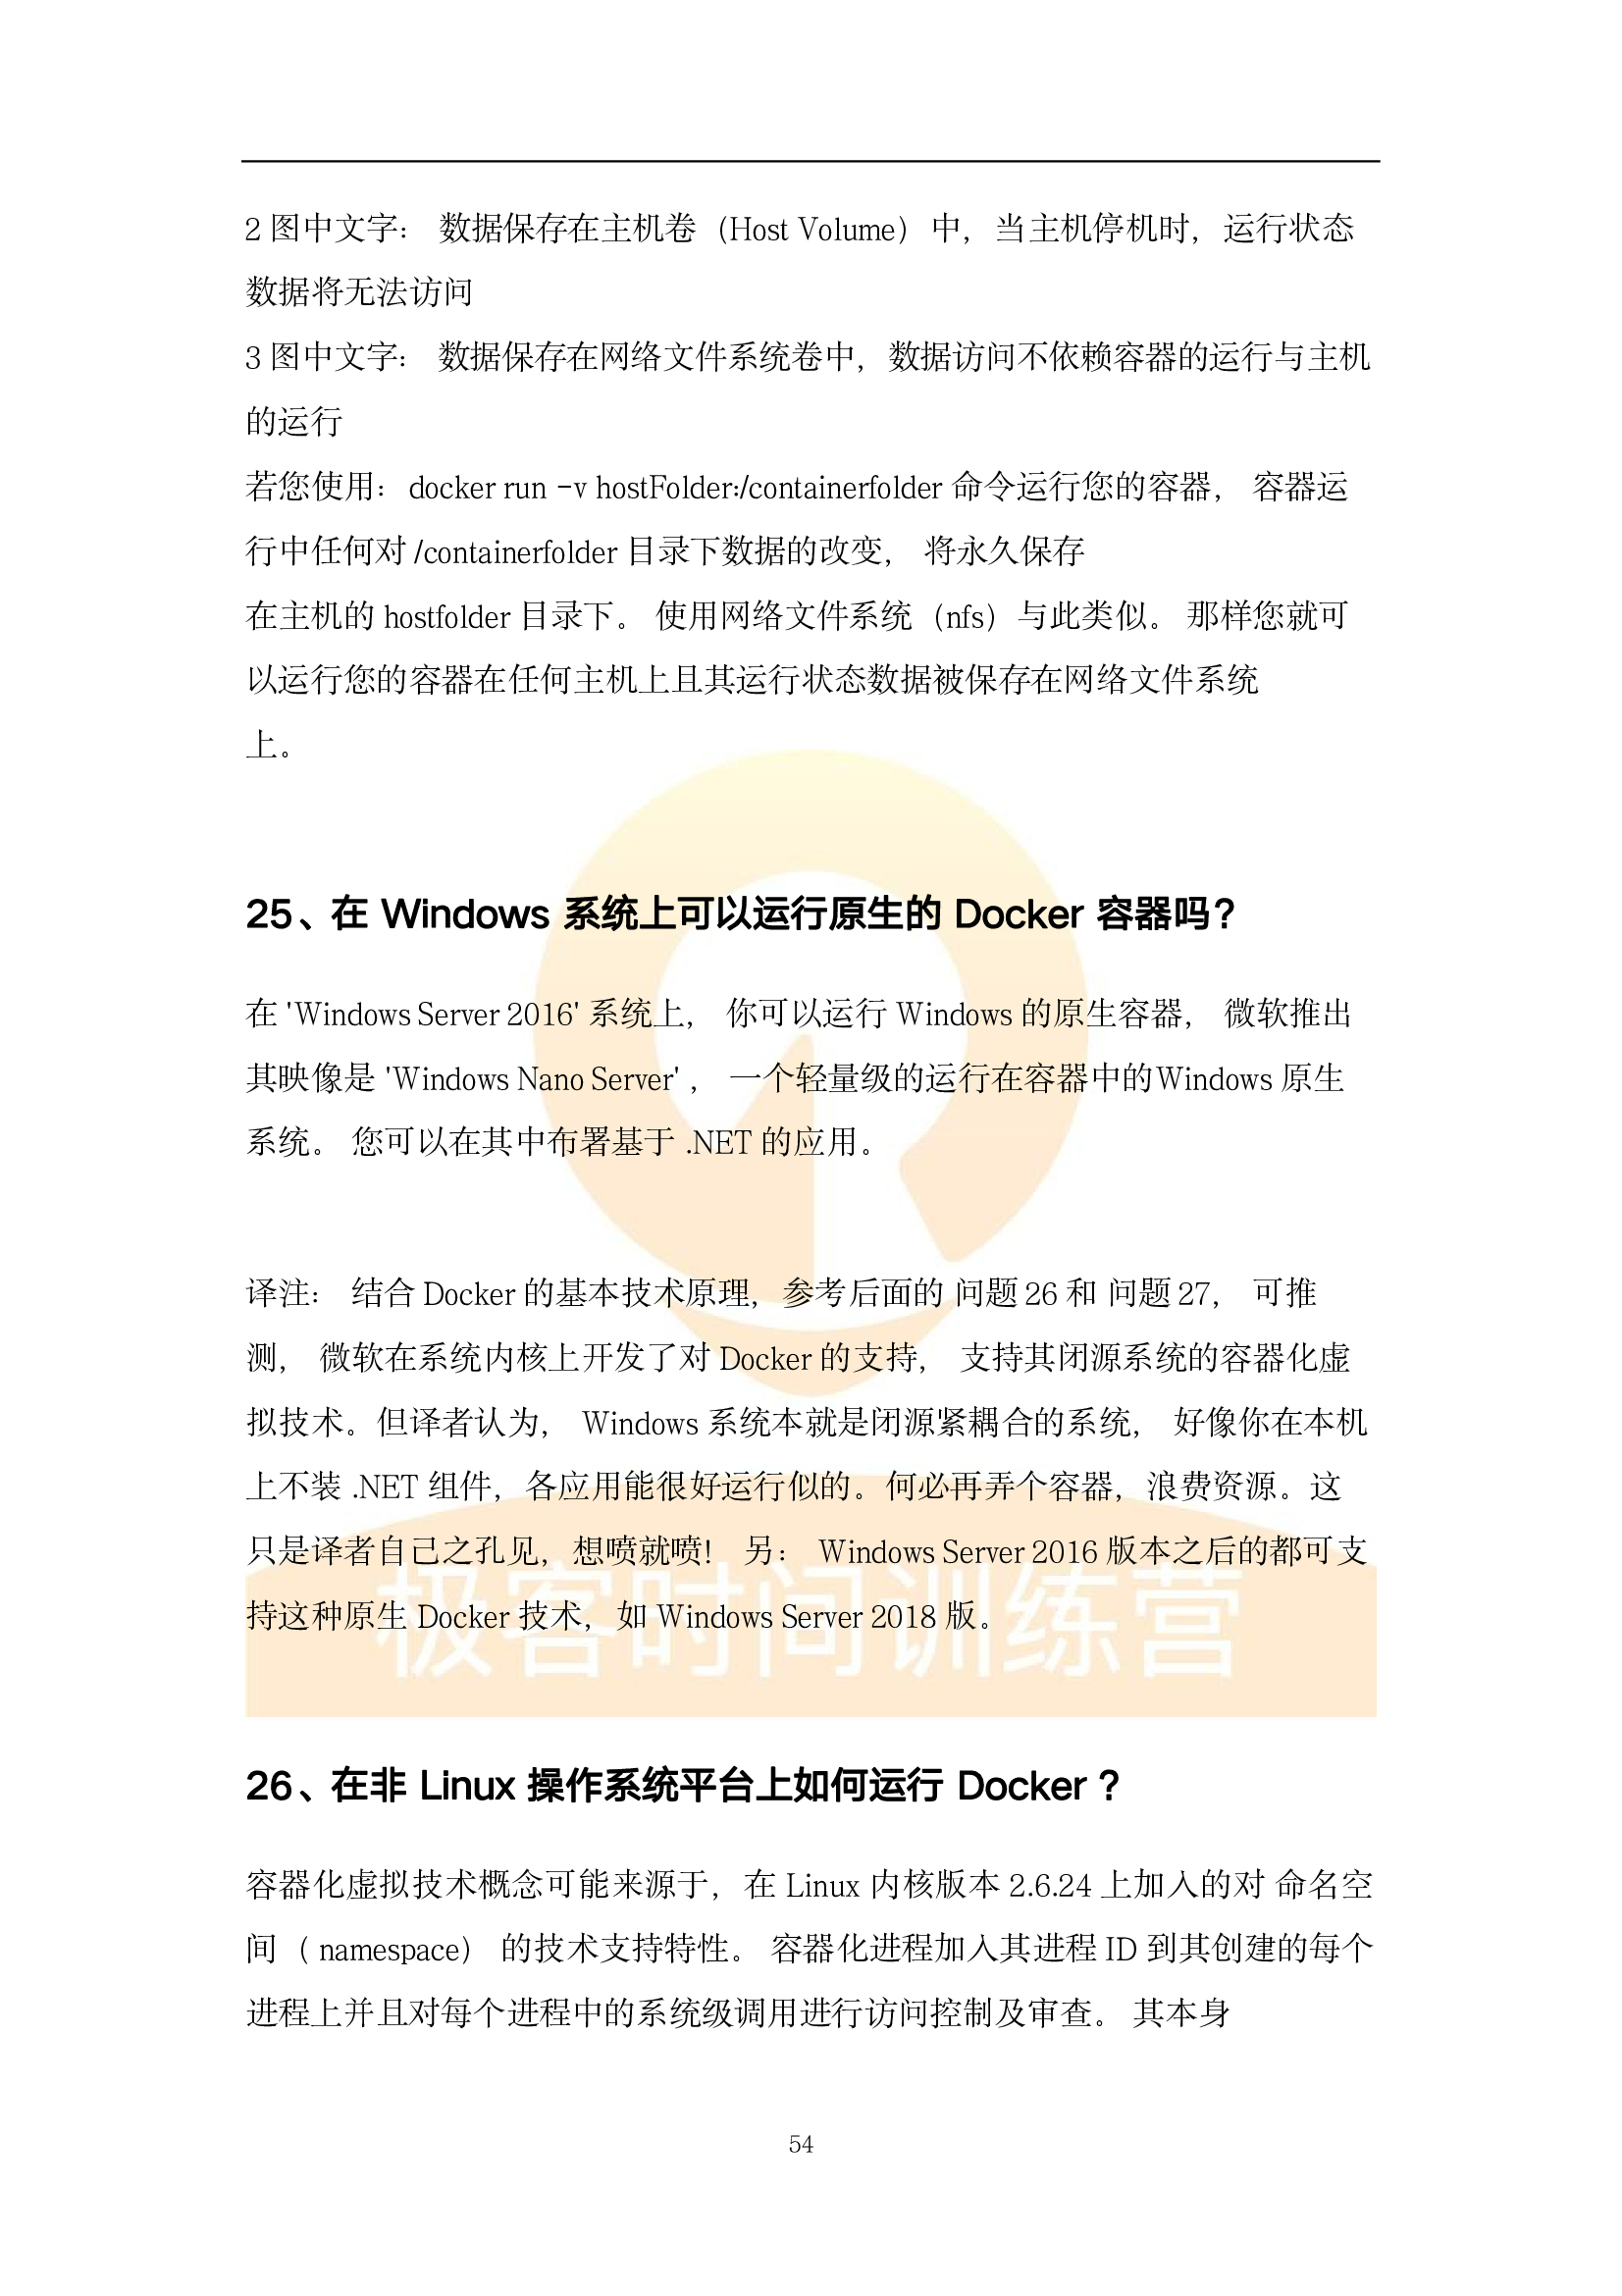 2 图中文字： 数据保存在主机卷（Host Volume）中，当主机停机时，运行状态
数据将无法访问
3 图中文字： 数据保存在网络文件系统卷中，数据访问不依赖容器的运行与主机
的运行
若您使用：docker run -v hostFolder:/containerfolder 命令运行您的容器， 容器运
行中任何对 /containerfolder 目录下数据的改变， 将永久保存
在主机的 hostfolder 目录下。 使用网络文件系统（nfs）与此类似。 那样您就可
以运行您的容器在任何主机上且其运行状态数据被保存在网络文件系统
上。
25、在 Windows 系统上可以运行原生的 Docker 容器吗？
在 'Windows Server 2016' 系统上， 你可以运行 Windows 的原生容器， 微软推出
其映像是 'Windows Nano Server' ， 一个轻量级的运行在容器中的Windows 原生
系统。 您可以在其中布署基于 .NET 的应用。
译注： 结合 Docker 的基本技术原理，参考后面的 问题 26 和 问题 27， 可推
测， 微软在系统内核上开发了对 Docker 的支持， 支持其闭源系统的容器化虚
拟技术。但译者认为， Windows 系统本就是闭源紧耦合的系统， 好像你在本机
上不装 .NET 组件，各应用能很好运行似的。何必再弄个容器，浪费资源。这
只是译者自己之孔见，想喷就喷！ 另： Windows Server 2016 版本之后的都可支
持这种原生 Docker 技术，如 Windows Server 2018 版。
极客时间训练营
26、在非 Linux 操作系统平台上如何运行 Docker ？
容器化虚拟技术概念可能来源于，在 Linux 内核版本 2.6.24 上加入的对 命名空
间（ namespace） 的技术支持特性。 容器化进程加入其进程 ID 到其创建的每个
进程上并且对每个进程中的系统级调用进行访问控制及审查。 其本身
54